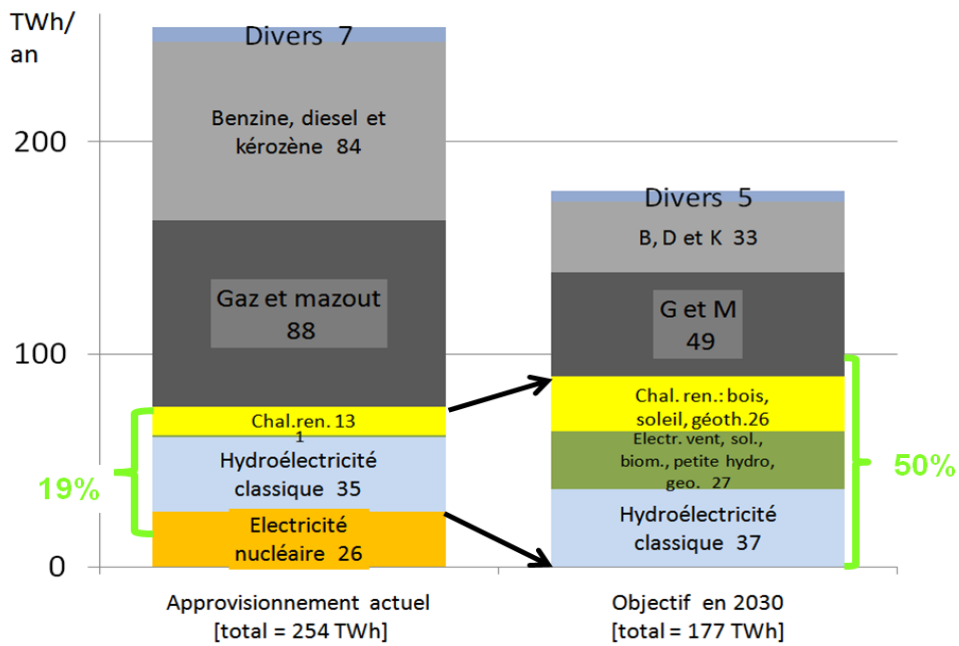 TWh/
an
200
100
0
Divers 7
Benzine, diesel et
kérozène 84
Gaz et mazout
88
Chal.ren. 13
1
Hydroélectricité
classique 35
Electricité
nucléaire 26
19%
Approvisionnement actuel
[total = 254 TWh]
Divers 5
B, D et K 33
G et M
49
Chal. ren.: bois,
soleil, géoth.26
Electr. vent, sol.,
biom., petite hydro,
geo. 27
Hydroélectricité
classique 37
50%
Objectif en 2030
[total = 177 TWh]